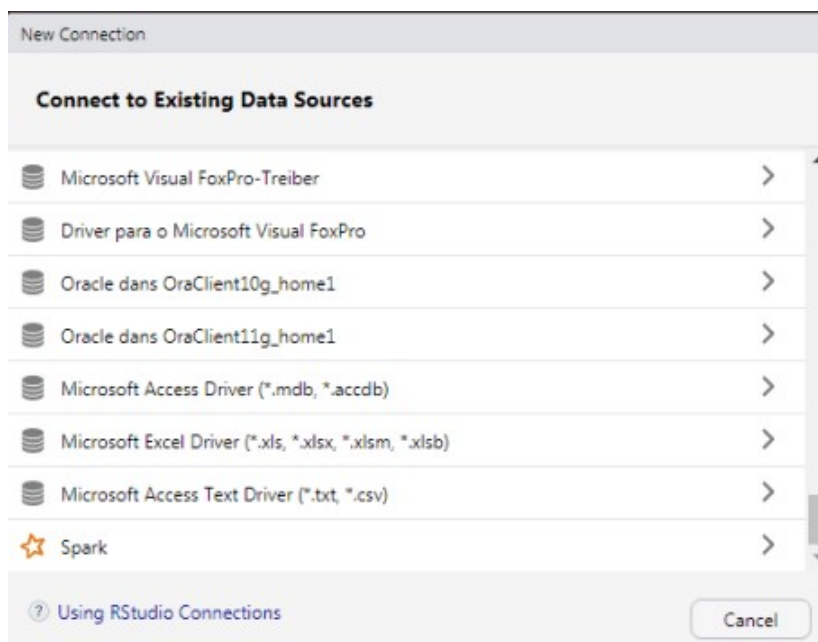 New Connection
Connect to Existing Data Sources
Microsoft Visual FoxPro-Treiber
Driver para o Microsoft Visual FoxPro
Oracle dans OraClient10g_home1
Oracle dans OraClient11g_home1
Microsoft Access Driver (*.mdb, *.accdb)
Microsoft Excel Driver (*.xls, *.xlsx, *.xlsm, *.xlsb)
Microsoft Access Text Driver (*.txt, *.csv)
Spark
? Using RStudio Connections
Cancel